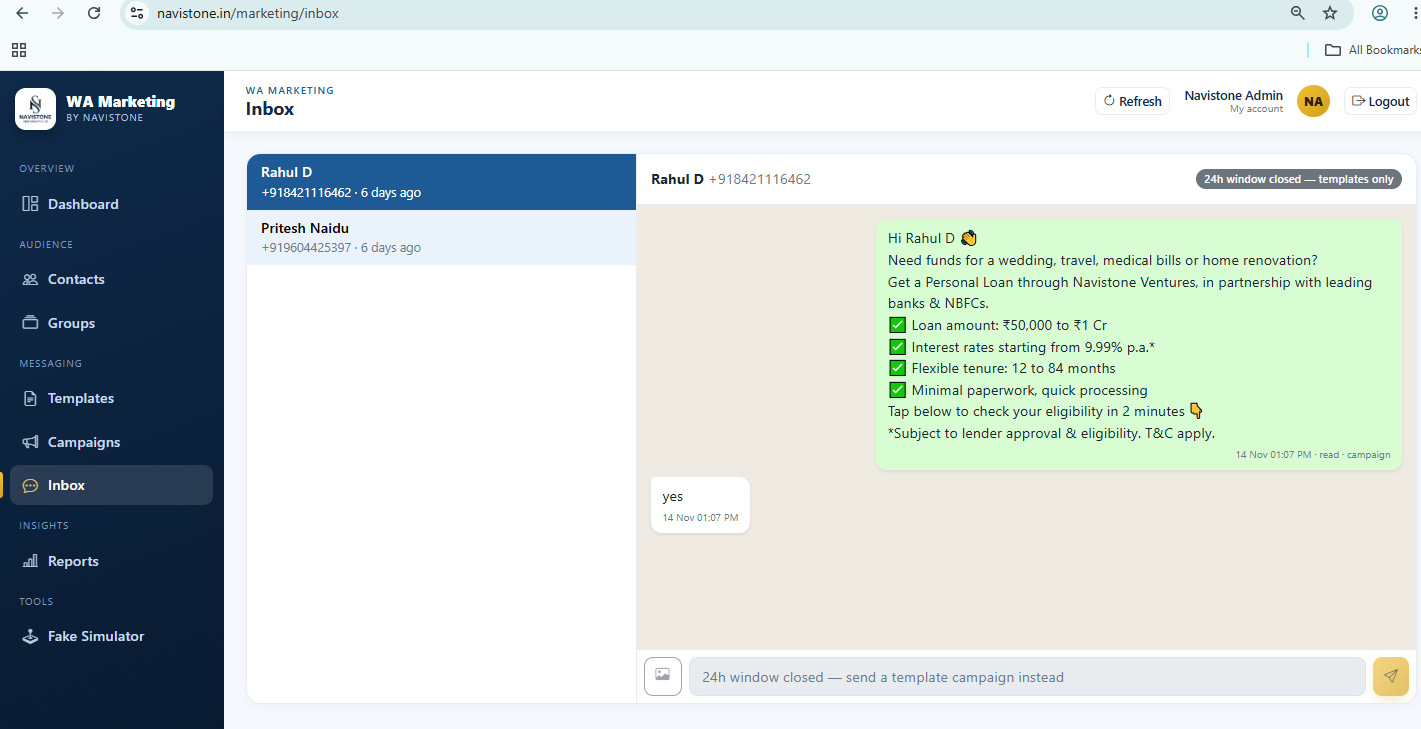 navistone.in/marketing/inbox
All Bookmarks
NAVISTONE
WA Marketing
BY NAVISTONE
OVERVIEW
Dashboard
AUDIENCE
Contacts
Groups
MESSAGING
Templates
Campaigns
Inbox
INSIGHTS
Reports
TOOLS
Fake Simulator
WA MARKETING
Inbox
Refresh
Navistone Admin
My account
NA
Logout
Rahul D
+918421116462 · 6 days ago
Pritesh Naidu
+919604425397 · 6 days ago
Rahul D +918421116462
24h window closed — templates only
Hi Rahul D 👋
Need funds for a wedding, travel, medical bills or home renovation?
Get a Personal Loan through Navistone Ventures, in partnership with leading
banks & NBFCs.
✅ Loan amount: ₹50,000 to ₹1 Cr
✅ Interest rates starting from 9.99% p.a.*
✅ Flexible tenure: 12 to 84 months
✅ Minimal paperwork, quick processing
Tap below to check your eligibility in 2 minutes 👇
*Subject to lender approval & eligibility. T&C apply.
14 Nov 01:07 PM · read · campaign
yes
14 Nov 01:07 PM
24h window closed — send a template campaign instead